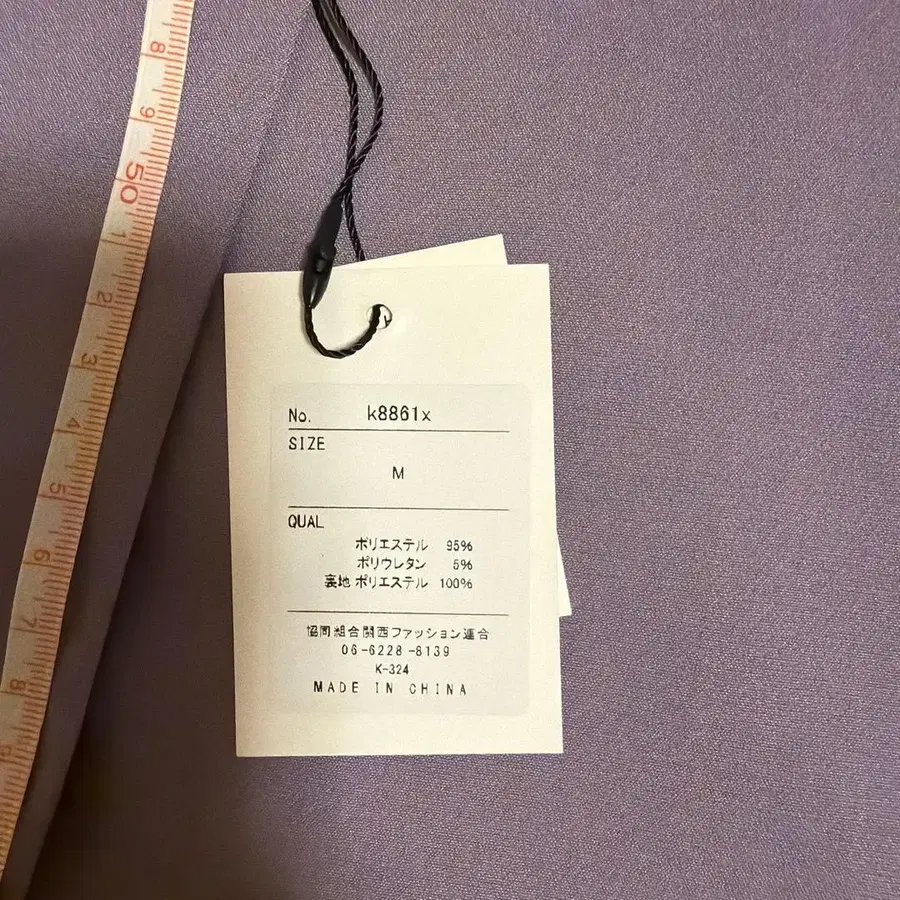 8
9
50
1
2
3
4
5
6
7
8
9
No. k8861x
SIZE
M
QUAL
ポリエステル 95%
ポリウレタン 5%
裏地 ポリエステル 100%
協同組合関西ファッション連合
06-6228-8139
K-324
MADE IN CHINA